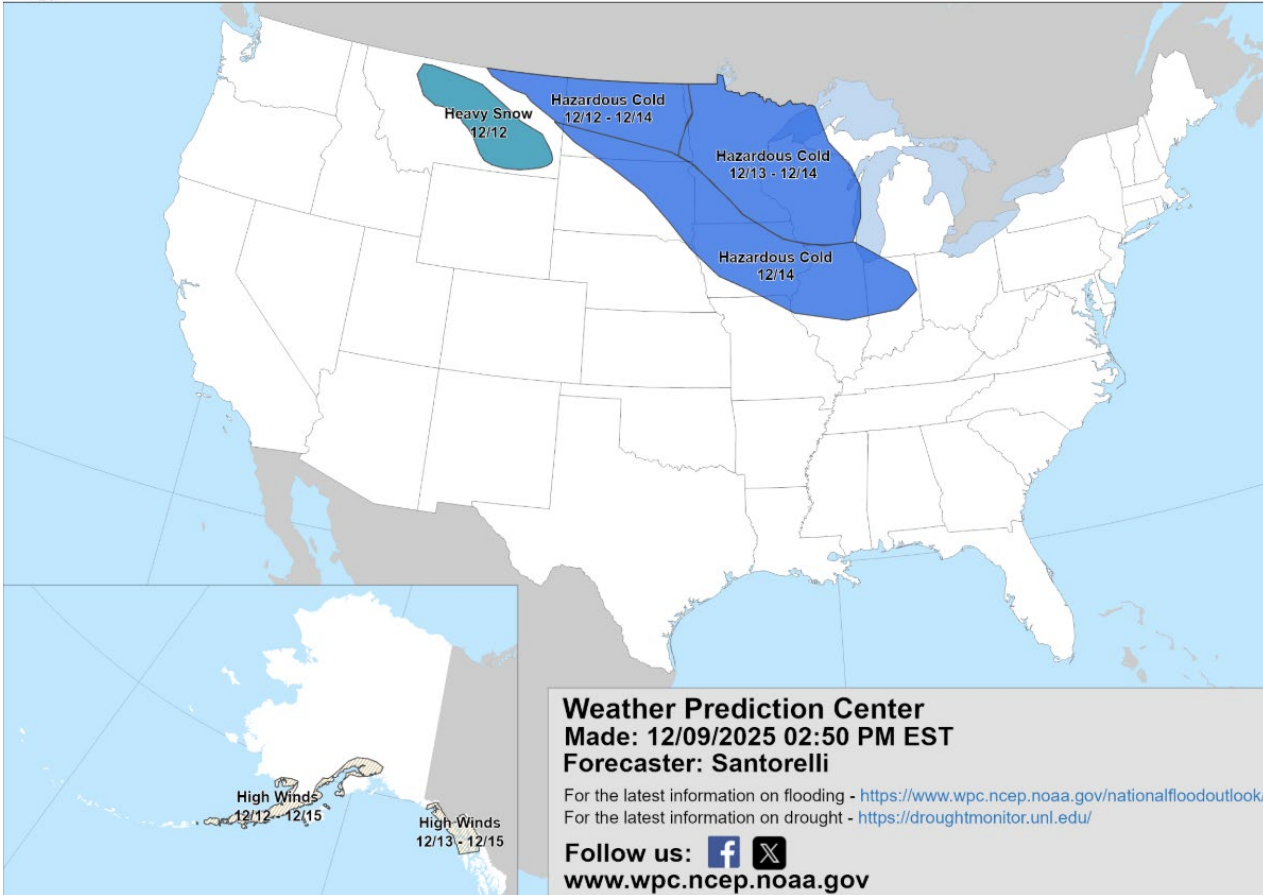 Heavy Snow
12/12
Hazardous Cold
12/12 - 12/14
Hazardous Cold
12/13 - 12/14
Hazardous Cold
12/14
High Winds
12/12 - 12/15
High Winds
12/13 - 12/15
Weather Prediction Center
Made: 12/09/2025 02:50 PM EST
Forecaster: Santorelli
For the latest information on flooding - https://www.wpc.ncep.noaa.gov/nationalfloodoutlook/
For the latest information on drought - https://droughtmonitor.unl.edu/
Follow us:
www.wpc.ncep.noaa.gov